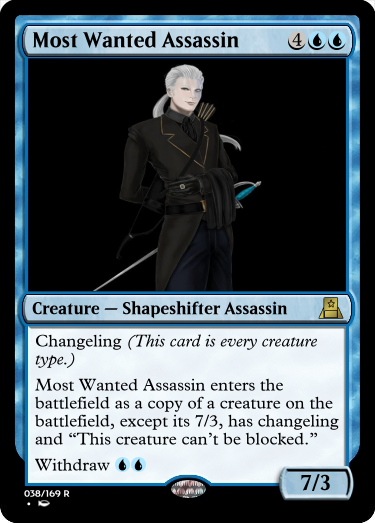 Most Wanted Assassin 4
Creature — Shapeshifter Assassin
Changeling (This card is every creature
type.)
Most Wanted Assassin enters the
battlefield as a copy of a creature on the
battlefield, except its 7/3, has changeling
and “This creature can’t be blocked.”
Withdraw
7/3
038/169 R